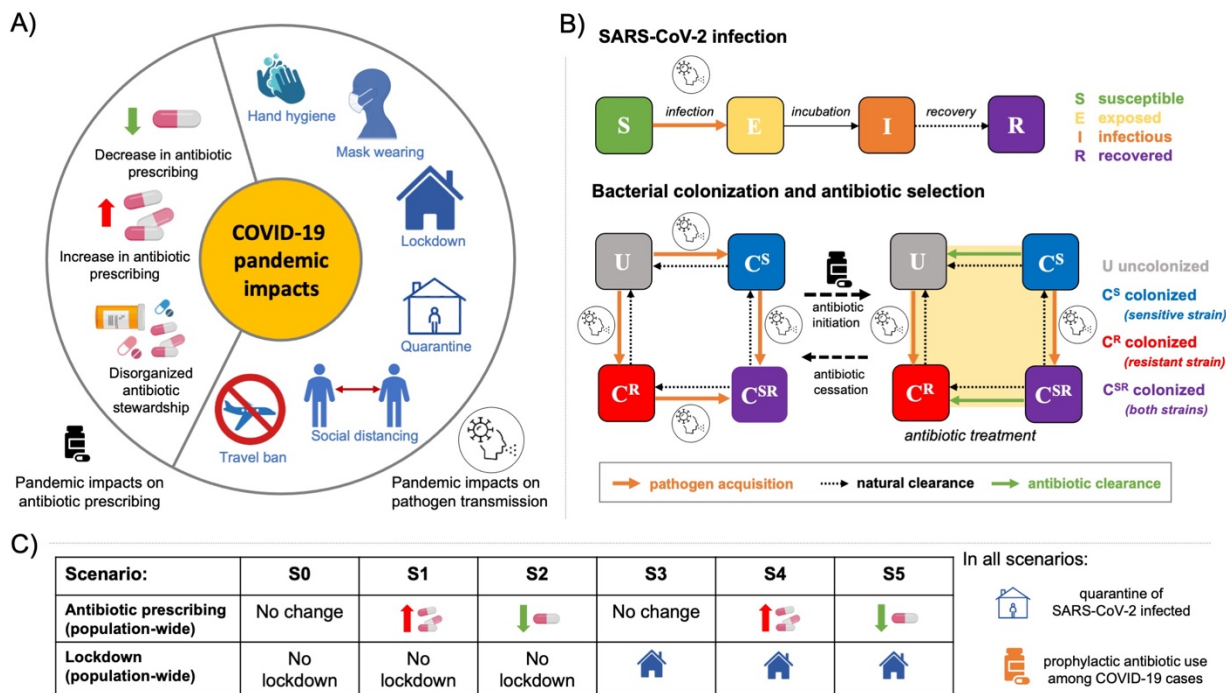 A)
Hand hygiene
Mask wearing
Decrease in antibiotic
prescribing
Increase in antibiotic
prescribing
Disorganized
antibiotic
stewardship
COVID-19
pandemic
impacts
Lockdown
Quarantine
Social distancing
Travel ban
Pandemic impacts on
antibiotic prescribing
Pandemic impacts on
pathogen transmission
B)
SARS-CoV-2 infection
S
infection
E
incubation
I
recovery
R
S susceptible
E exposed
I infectious
R recovered
Bacterial colonization and antibiotic selection
U
C^S
C^R
C^SR
antibiotic
initiation
antibiotic
cessation
U
C^S
C^R
C^SR
antibiotic treatment
U uncolonized
C^S colonized
(sensitive strain)
C^R colonized
(resistant strain)
C^SR colonized
(both strains)
pathogen acquisition natural clearance antibiotic clearance
C)
Scenario: S0 S1 S2 S3 S4 S5
Antibiotic prescribing
(population-wide)
No change
No change
Lockdown
(population-wide)
No
lockdown
No
lockdown
No
lockdown
In all scenarios:
quarantine of
SARS-CoV-2 infected
prophylactic antibiotic use
among COVID-19 cases